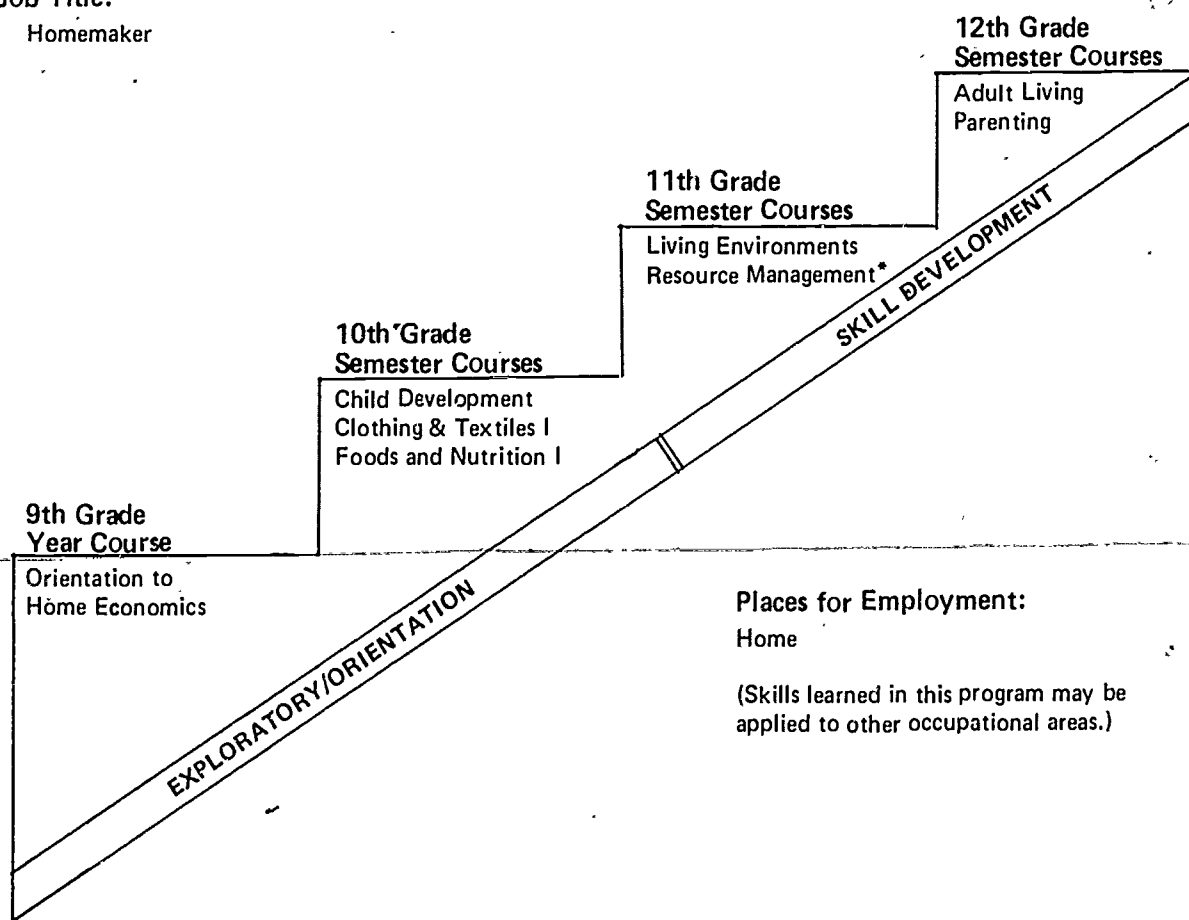 Job Title:
Homemaker
12th Grade
Semester Courses
Adult Living
Parenting
11th Grade
Semester Courses
Living Environments
Resource Management*
SKILL DEVELOPMENT
10th Grade
Semester Courses
Child Development
Clothing & Textiles I
Foods and Nutrition I
9th Grade
Year Course
Orientation to
Home Economics
EXPLORATORY/ORIENTATION
Places for Employment:
Home
(Skills learned in this program may be
applied to other occupational areas.)